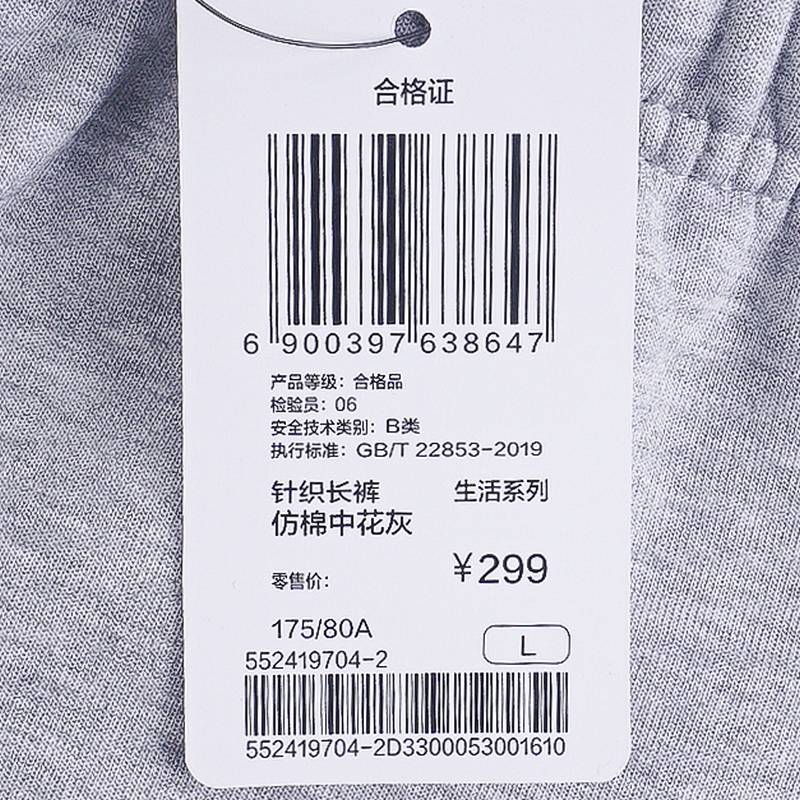 合格证
6 900397 638647
产品等级：合格品
检验员：06
安全技术类别：B类
执行标准：GB/T 22853-2019
针织长裤 生活系列
仿棉中花灰
零售价： ¥299
175/80A
L
552419704-2
552419704-2D3300053001610